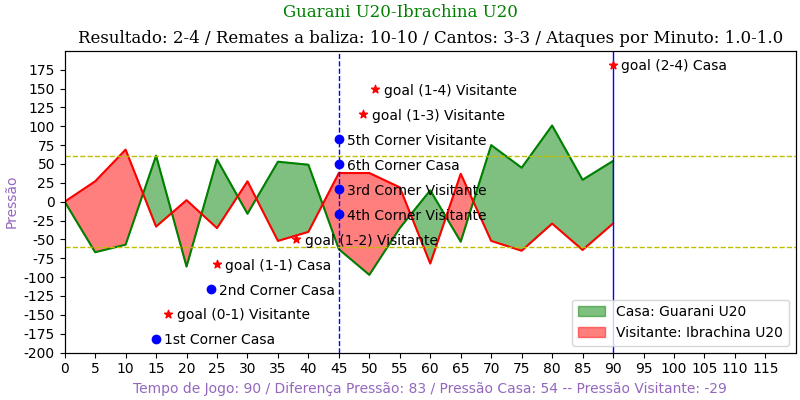 Guarani U20-Ibrachina U20
Resultado: 2-4 / Remates a baliza: 10-10 / Cantos: 3-3 / Ataques por Minuto: 1.0-1.0
175
150
125
100
75
50
25
0
-25
-50
-75
-100
-125
-150
-175
-200
Pressão
goal (2-4) Casa
goal (1-4) Visitante
goal (1-3) Visitante
5th Corner Visitante
6th Corner Casa
3rd Corner Visitante
4th Corner Visitante
goal (1-2) Visitante
goal (1-1) Casa
2nd Corner Casa
goal (0-1) Visitante
1st Corner Casa
Casa: Guarani U20
Visitante: Ibrachina U20
0 5 10 15 20 25 30 35 40 45 50 55 60 65 70 75 80 85 90 95 100 105 110 115
Tempo de Jogo: 90 / Diferença Pressão: 83 / Pressão Casa: 54 -- Pressão Visitante: -29